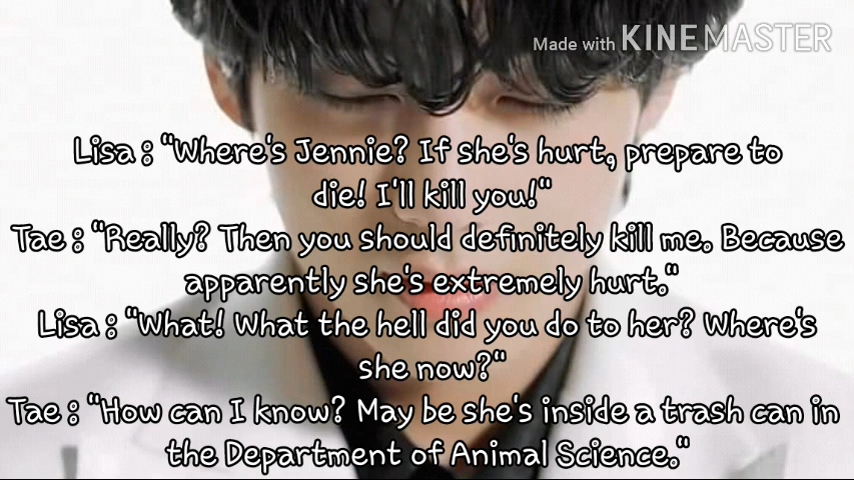 Made with KINEMASTER
Lisa : "Where's Jennie? If she's hurt, prepare to
die! I'll kill you!"
Tae : "Really? Then you should definitely kill me. Because
apparently she's extremely hurt."
Lisa : "What! What the hell did you do to her? Where's
she now?"
Tae : "How can I know? May be she's inside a trash can in
the Department of Animal Science."